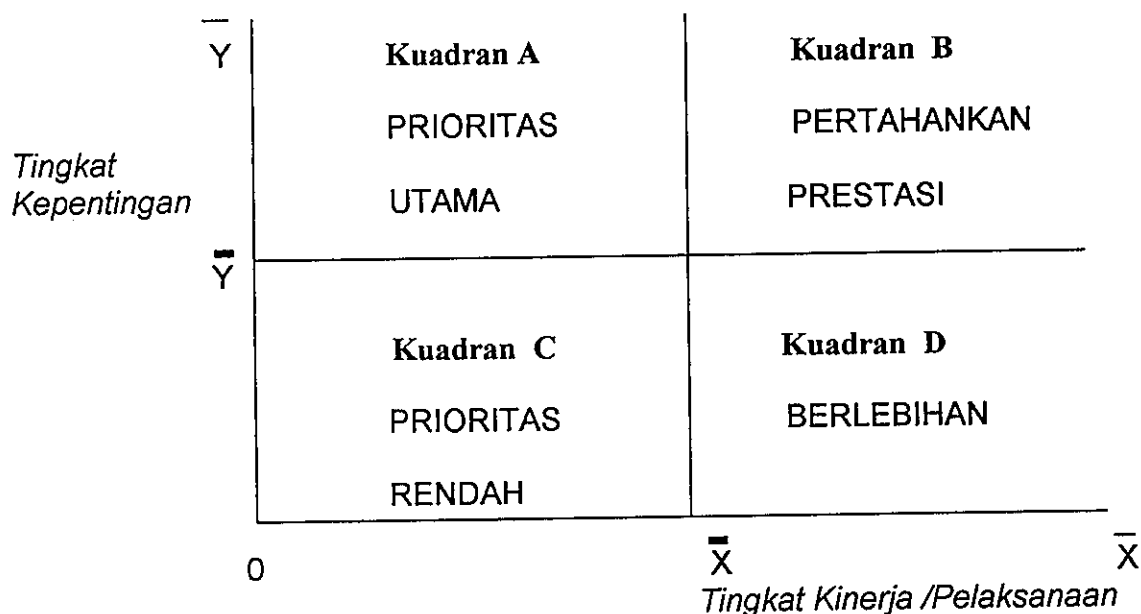 Y̅
Kuadran A
PRIORITAS
UTAMA
Kuadran B
PERTAHANKAN
PRESTASI
Tingkat
Kepentingan
Y̿
Kuadran C
PRIORITAS
RENDAH
Kuadran D
BERLEBIHAN
0
X̿
X̅
Tingkat Kinerja /Pelaksanaan